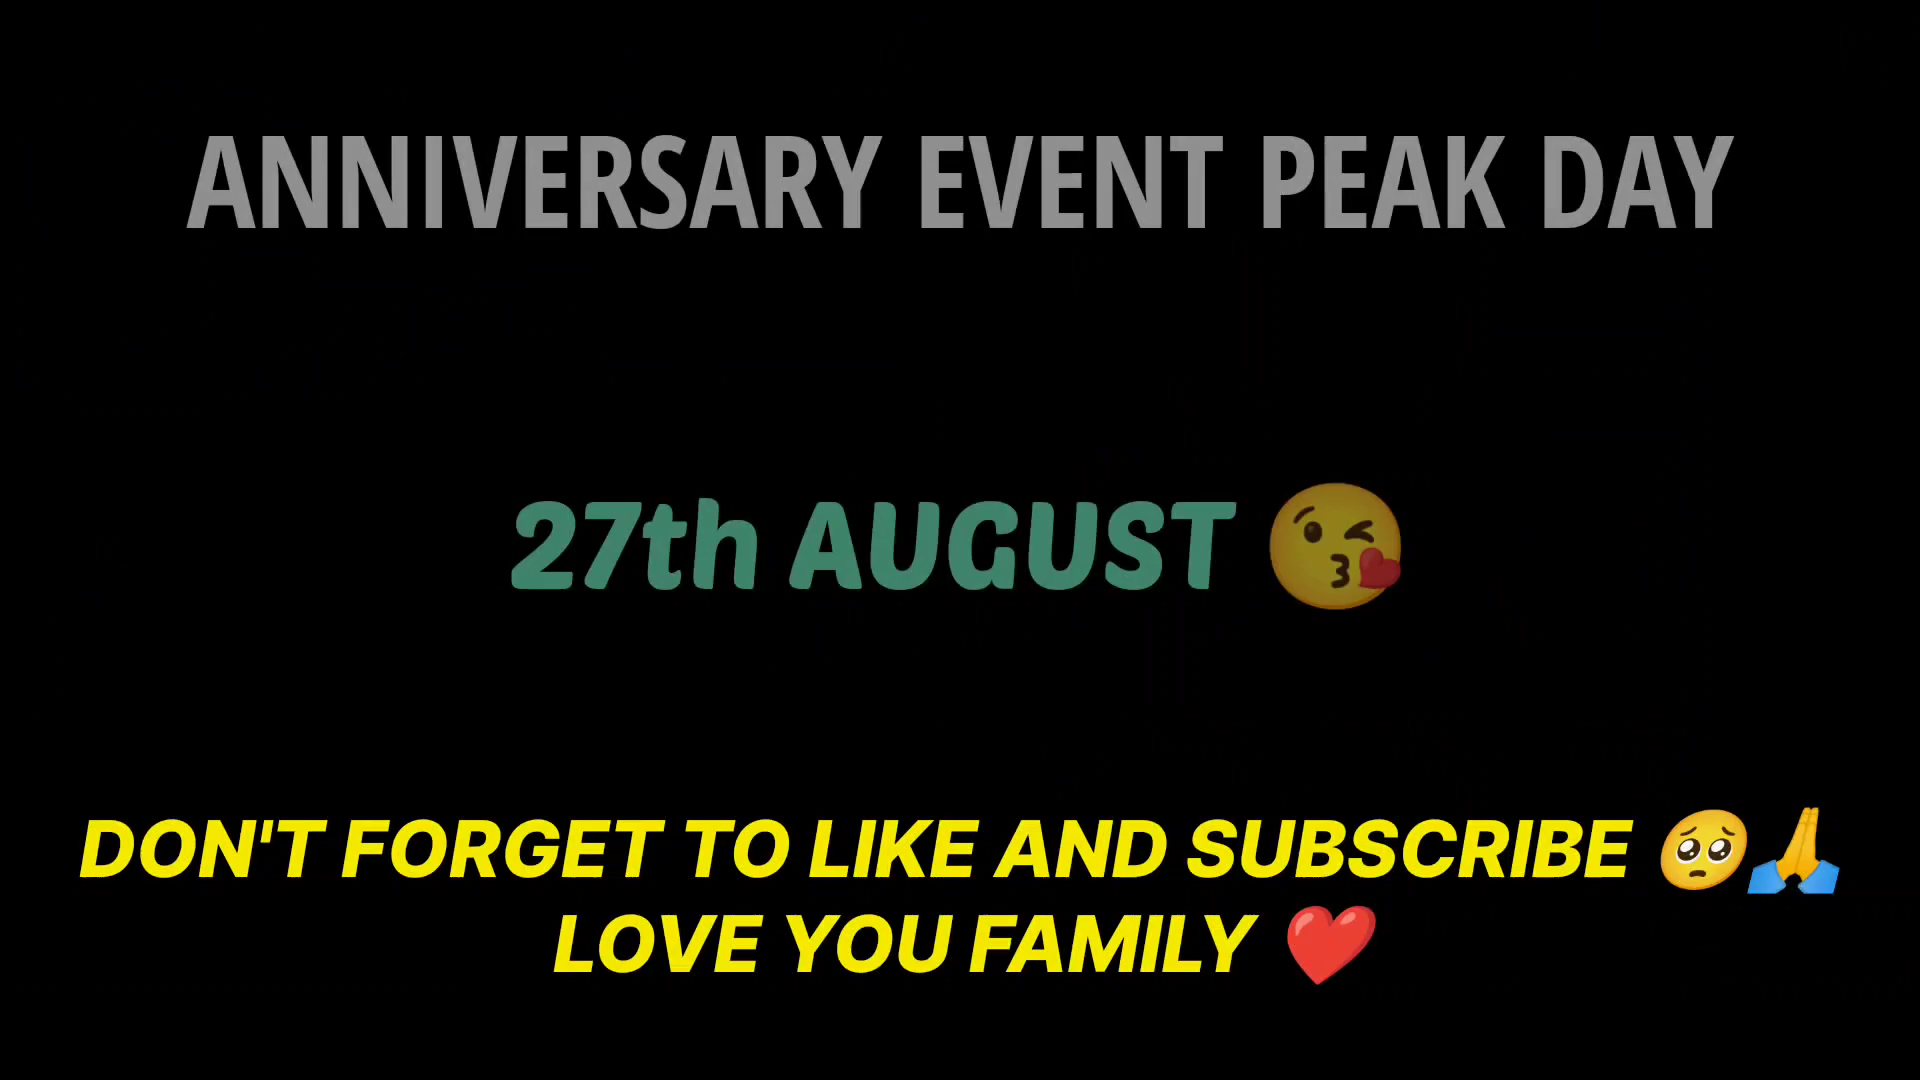 ANNIVERSARY EVENT PEAK DAY
27th AUGUST 😘
DON'T FORGET TO LIKE AND SUBSCRIBE 🥺🙏
LOVE YOU FAMILY ❤️